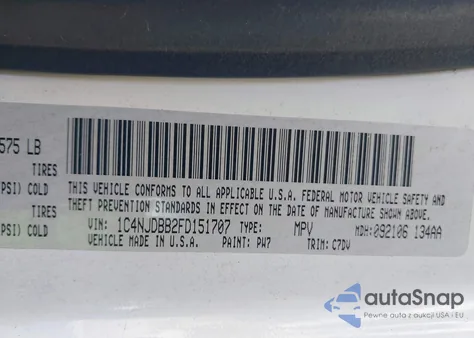 575 LB
TIRES
(PSI) COLD
TIRES
(PSI) COLD
THIS VEHICLE CONFORMS TO ALL APPLICABLE U.S.A. FEDERAL MOTOR VEHICLE SAFETY AND
THEFT PREVENTION STANDARDS IN EFFECT ON THE DATE OF MANUFACTURE SHOWN ABOVE.
VIN: 1C4NJDBB2FD151707 TYPE: MPV MDH:092106 134AA
VEHICLE MADE IN U.S.A. PAINT: PW7 TRIM: C7DV
autoSnap
Pewne auto z aukcji USA - EU